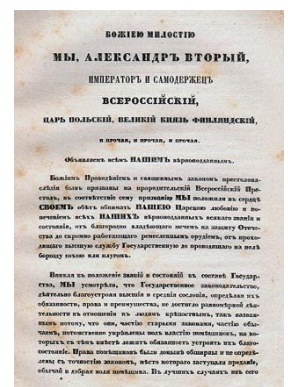 БОЖІЕЮ МИЛОСТІЮ
МЫ, АЛЕКСАНДРЪ ВТОРЫЙ,
ИМПЕРАТОРЪ И САМОДЕРЖЕЦЪ
ВСЕРОССІЙСКІЙ,
ЦАРЬ ПОЛЬСКІЙ, ВЕЛИКІЙ КНЯЗЬ ФИНЛЯНДСКІЙ,
и прочая, и прочая, и прочая.
Объявляемъ всѣмъ НАШИМЪ вѣрноподданнымъ.
Божіимъ Провидѣніемъ и священнымъ закономъ престолона-
слѣдія бывъ призваны на прародительскій Всероссійскій Пре-
столъ, въ соотвѣтствіе сему призванію МЫ положили въ сердцѣ
СВОЕМЪ обѣтъ обнимать НАШЕЮ Царскою любовію и по-
печеніемъ всѣхъ НАШИХЪ вѣрноподданныхъ всякаго званія и
состоянія, отъ благородно владѣющаго мечемъ на защиту Отече-
ства до скромно работающаго ремесленнымъ орудіемъ, отъ прохо-
дящаго высшую службу Государственную до проводящаго на полѣ
борозду сохою или плугомъ.
Вникая въ положеніе званій и состояній въ составѣ Государ-
ства, МЫ усмотрѣли, что Государственное законодательство,
дѣятельно благоустрояя высшія и среднія сословія, опредѣляя ихъ
обязанности, права и преимущества, не достигло равномѣрной дѣя-
тельности въ отношеніи къ людямъ крѣпостнымъ, такъ назван-
нымъ потому, что они, частію старыми законами, частію обы-
чаемъ, потомственно укрѣплены подъ властію помѣщиковъ, на ко-
торыхъ съ тѣмъ вмѣстѣ лежитъ обязанность устроять ихъ благо-
состояніе. Права помѣщиковъ были донынѣ обширны и не опредѣ-
лены съ точностію закономъ, мѣсто котораго заступали преданіе,
обычай и добрая воля помѣщика. Въ лучшихъ случаяхъ изъ сего